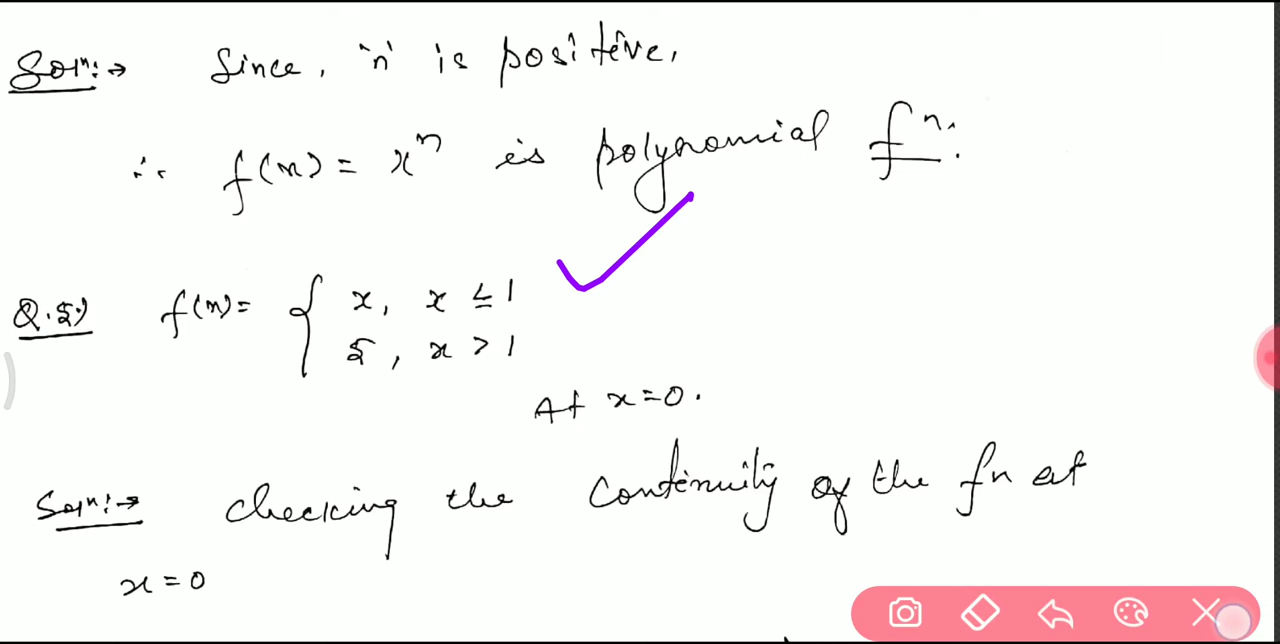 Solⁿ:→ Since, 'n' is positive,
∴ f(x) = xⁿ is polynomial fⁿ.
Q.5) f(x) = { x, x ≤ 1
5, x > 1
At x=0.
Solⁿ:→ Checking the continuity of the fn at
x = 0